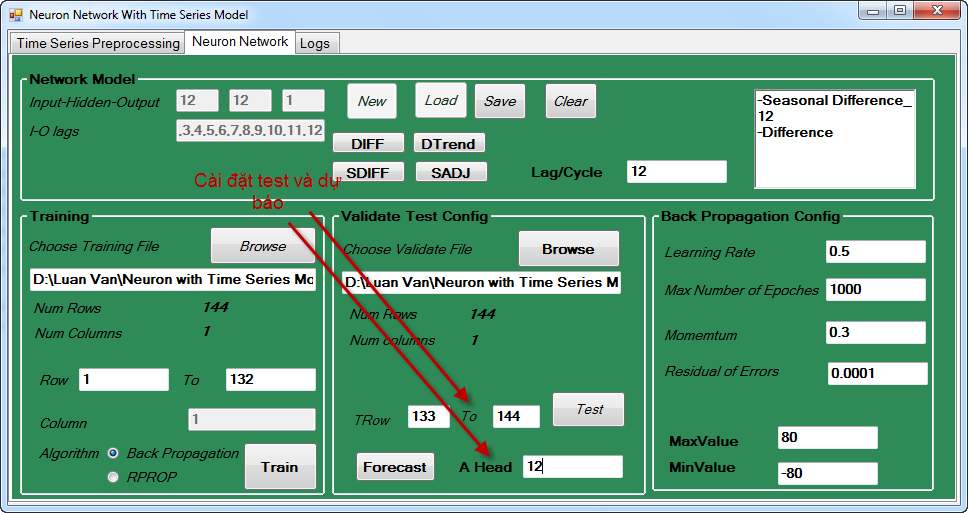 Neuron Network With Time Series Model
Time Series Preprocessing
Neuron Network
Logs
Network Model
Input-Hidden-Output
12
12
1
New
Load
Save
Clear
I-O lags
,3,4,5,6,7,8,9,10,11,12
DIFF
DTrend
SDIFF
SADJ
Lag/Cycle
12
-Seasonal Difference_
12
-Difference
Cài đặt test và dự
báo
Training
Choose Training File
Browse
D:\Luan Van\Neuron with Time Series Mo
Num Rows
144
Num Columns
1
Row
1
To
132
Column
1
Algorithm
Back Propagation
RPROP
Train
Validate Test Config
Choose Validate File
Browse
D:\Luan Van\Neuron with Time Series M
Num Rows
144
Num columns
1
TRow
133
To
144
Test
Forecast
A Head
12
Back Propagation Config
Learning Rate
0.5
Max Number of Epoches
1000
Momemtum
0.3
Residual of Errors
0.0001
MaxValue
80
MinValue
-80